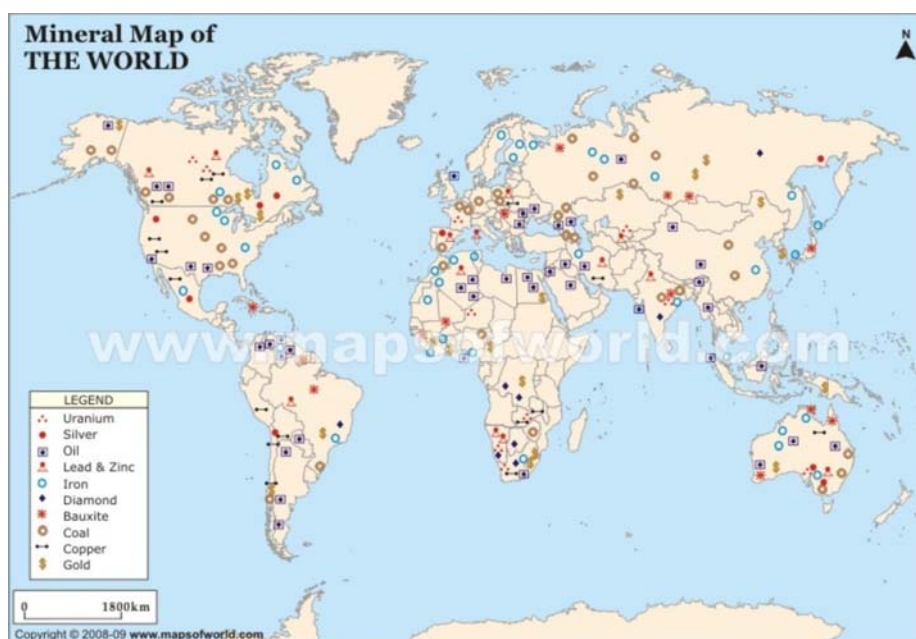 Mineral Map of
THE WORLD
N
www.mapsofworld.com
LEGEND
Uranium
Silver
Oil
Lead & Zinc
Iron
Diamond
Bauxite
Coal
Copper
Gold
0 1800km
Copyright © 2008-09 www.mapsofworld.com